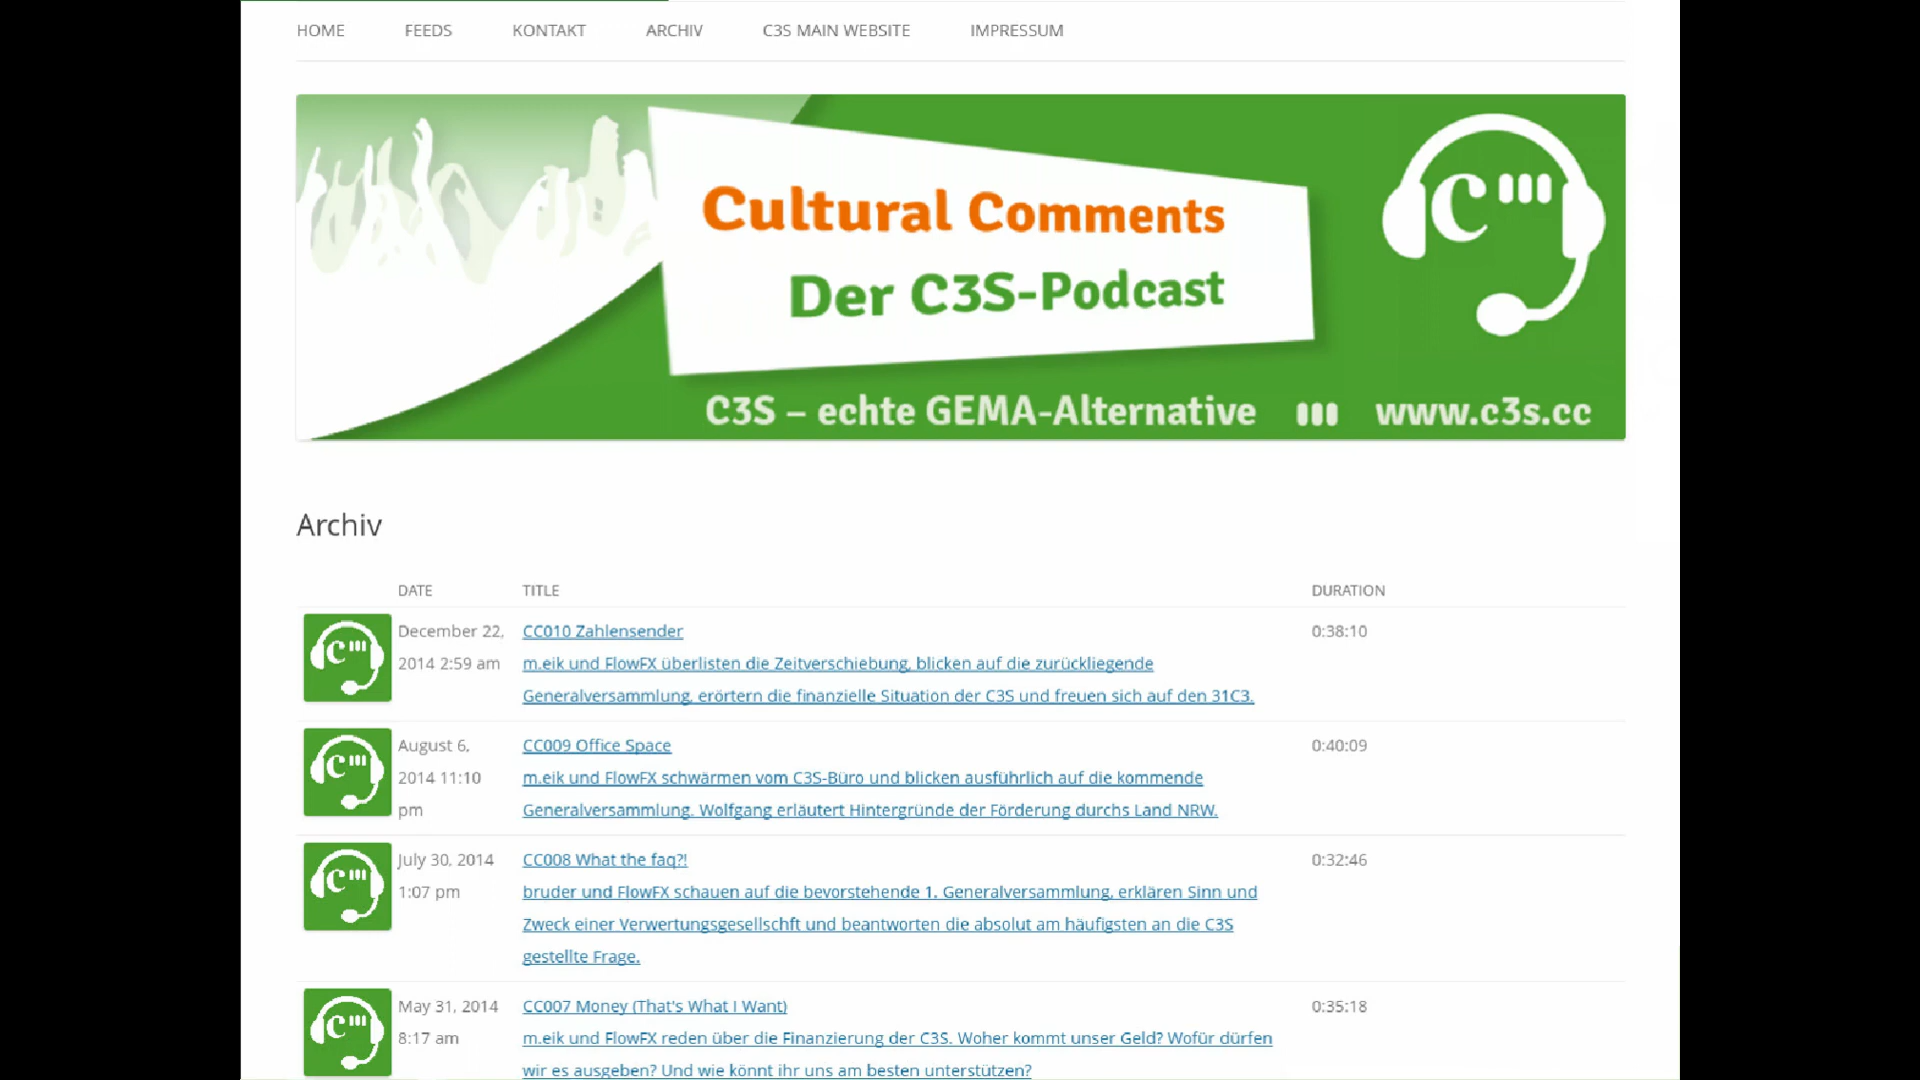 HOME FEEDS KONTAKT ARCHIV C3S MAIN WEBSITE IMPRESSUM
Cultural Comments
Der C3S-Podcast
C3S – echte GEMA-Alternative www.c3s.cc
Archiv
DATE TITLE DURATION
December 22, CC010 Zahlensender 0:38:10
2014 2:59 am m.eik und FlowFX überlisten die Zeitverschiebung, blicken auf die zurückliegende
Generalversammlung, erörtern die finanzielle Situation der C3S und freuen sich auf den 31C3.
August 6, CC009 Office Space 0:40:09
2014 11:10 m.eik und FlowFX schwärmen vom C3S-Büro und blicken ausführlich auf die kommende
pm Generalversammlung. Wolfgang erläutert Hintergründe der Förderung durchs Land NRW.
July 30, 2014 CC008 What the faq?! 0:32:46
1:07 pm bruder und FlowFX schauen auf die bevorstehende 1. Generalversammlung, erklären Sinn und
Zweck einer Verwertungsgesellschft und beantworten die absolut am häufigsten an die C3S
gestellte Frage.
May 31, 2014 CC007 Money (That's What I Want) 0:35:18
8:17 am m.eik und FlowFX reden über die Finanzierung der C3S. Woher kommt unser Geld? Wofür dürfen
wir es ausgeben? Und wie könnt ihr uns am besten unterstützen?